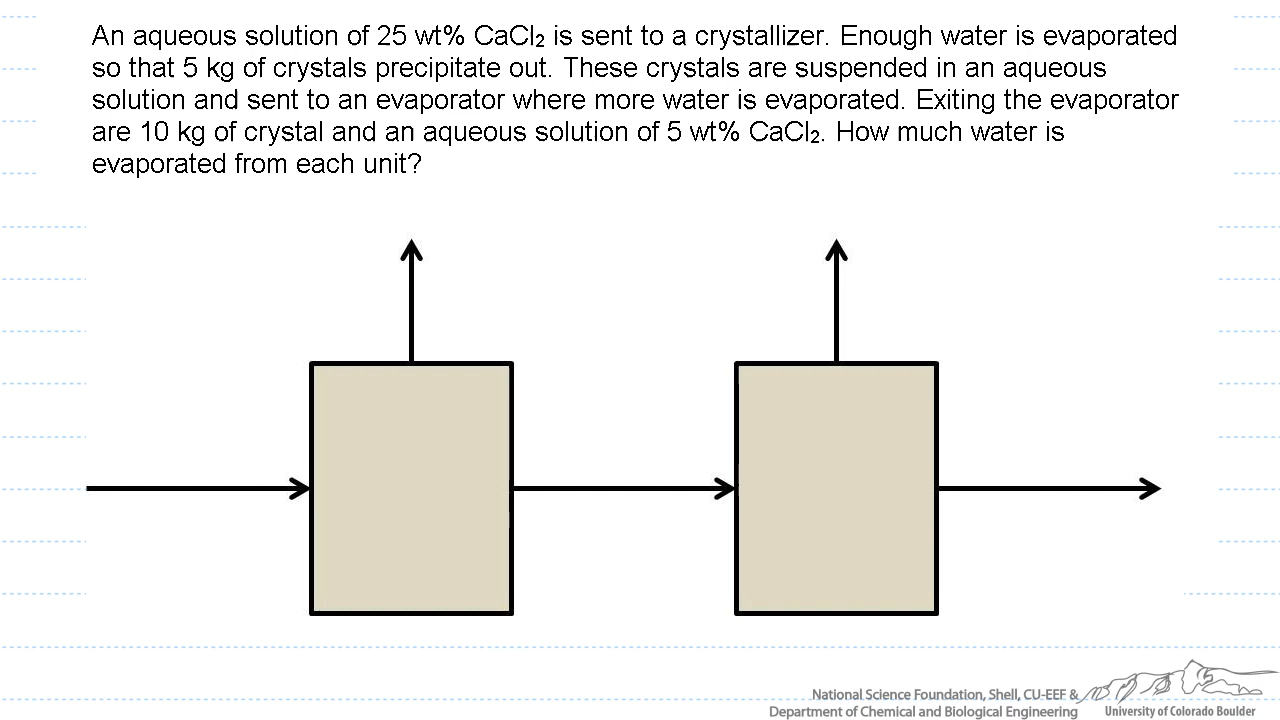 An aqueous solution of 25 wt% CaCl₂ is sent to a crystallizer. Enough water is evaporated
so that 5 kg of crystals precipitate out. These crystals are suspended in an aqueous
solution and sent to an evaporator where more water is evaporated. Exiting the evaporator
are 10 kg of crystal and an aqueous solution of 5 wt% CaCl₂. How much water is
evaporated from each unit?
National Science Foundation, Shell, CU-EEF &
Department of Chemical and Biological Engineering
University of Colorado Boulder